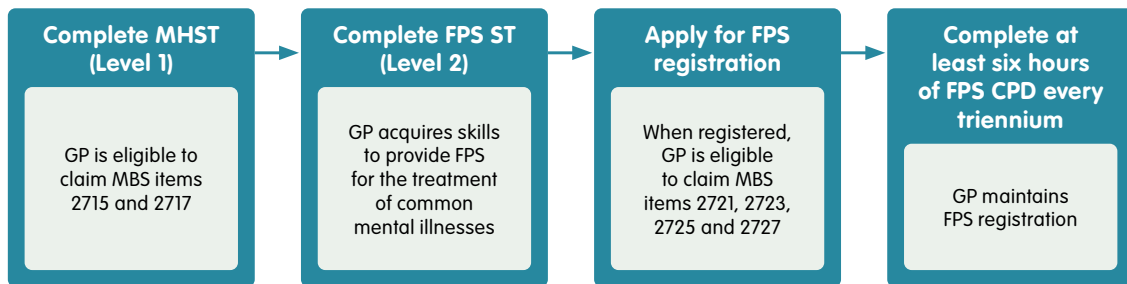 Complete MHST
(Level 1)
GP is eligible to
claim MBS items
2715 and 2717
Complete FPS ST
(Level 2)
GP acquires skills
to provide FPS
for the treatment
of common
mental illnesses
Apply for FPS
registration
When registered,
GP is eligible
to claim MBS
items 2721, 2723,
2725 and 2727
Complete at
least six hours
of FPS CPD every
triennium
GP maintains
FPS registration